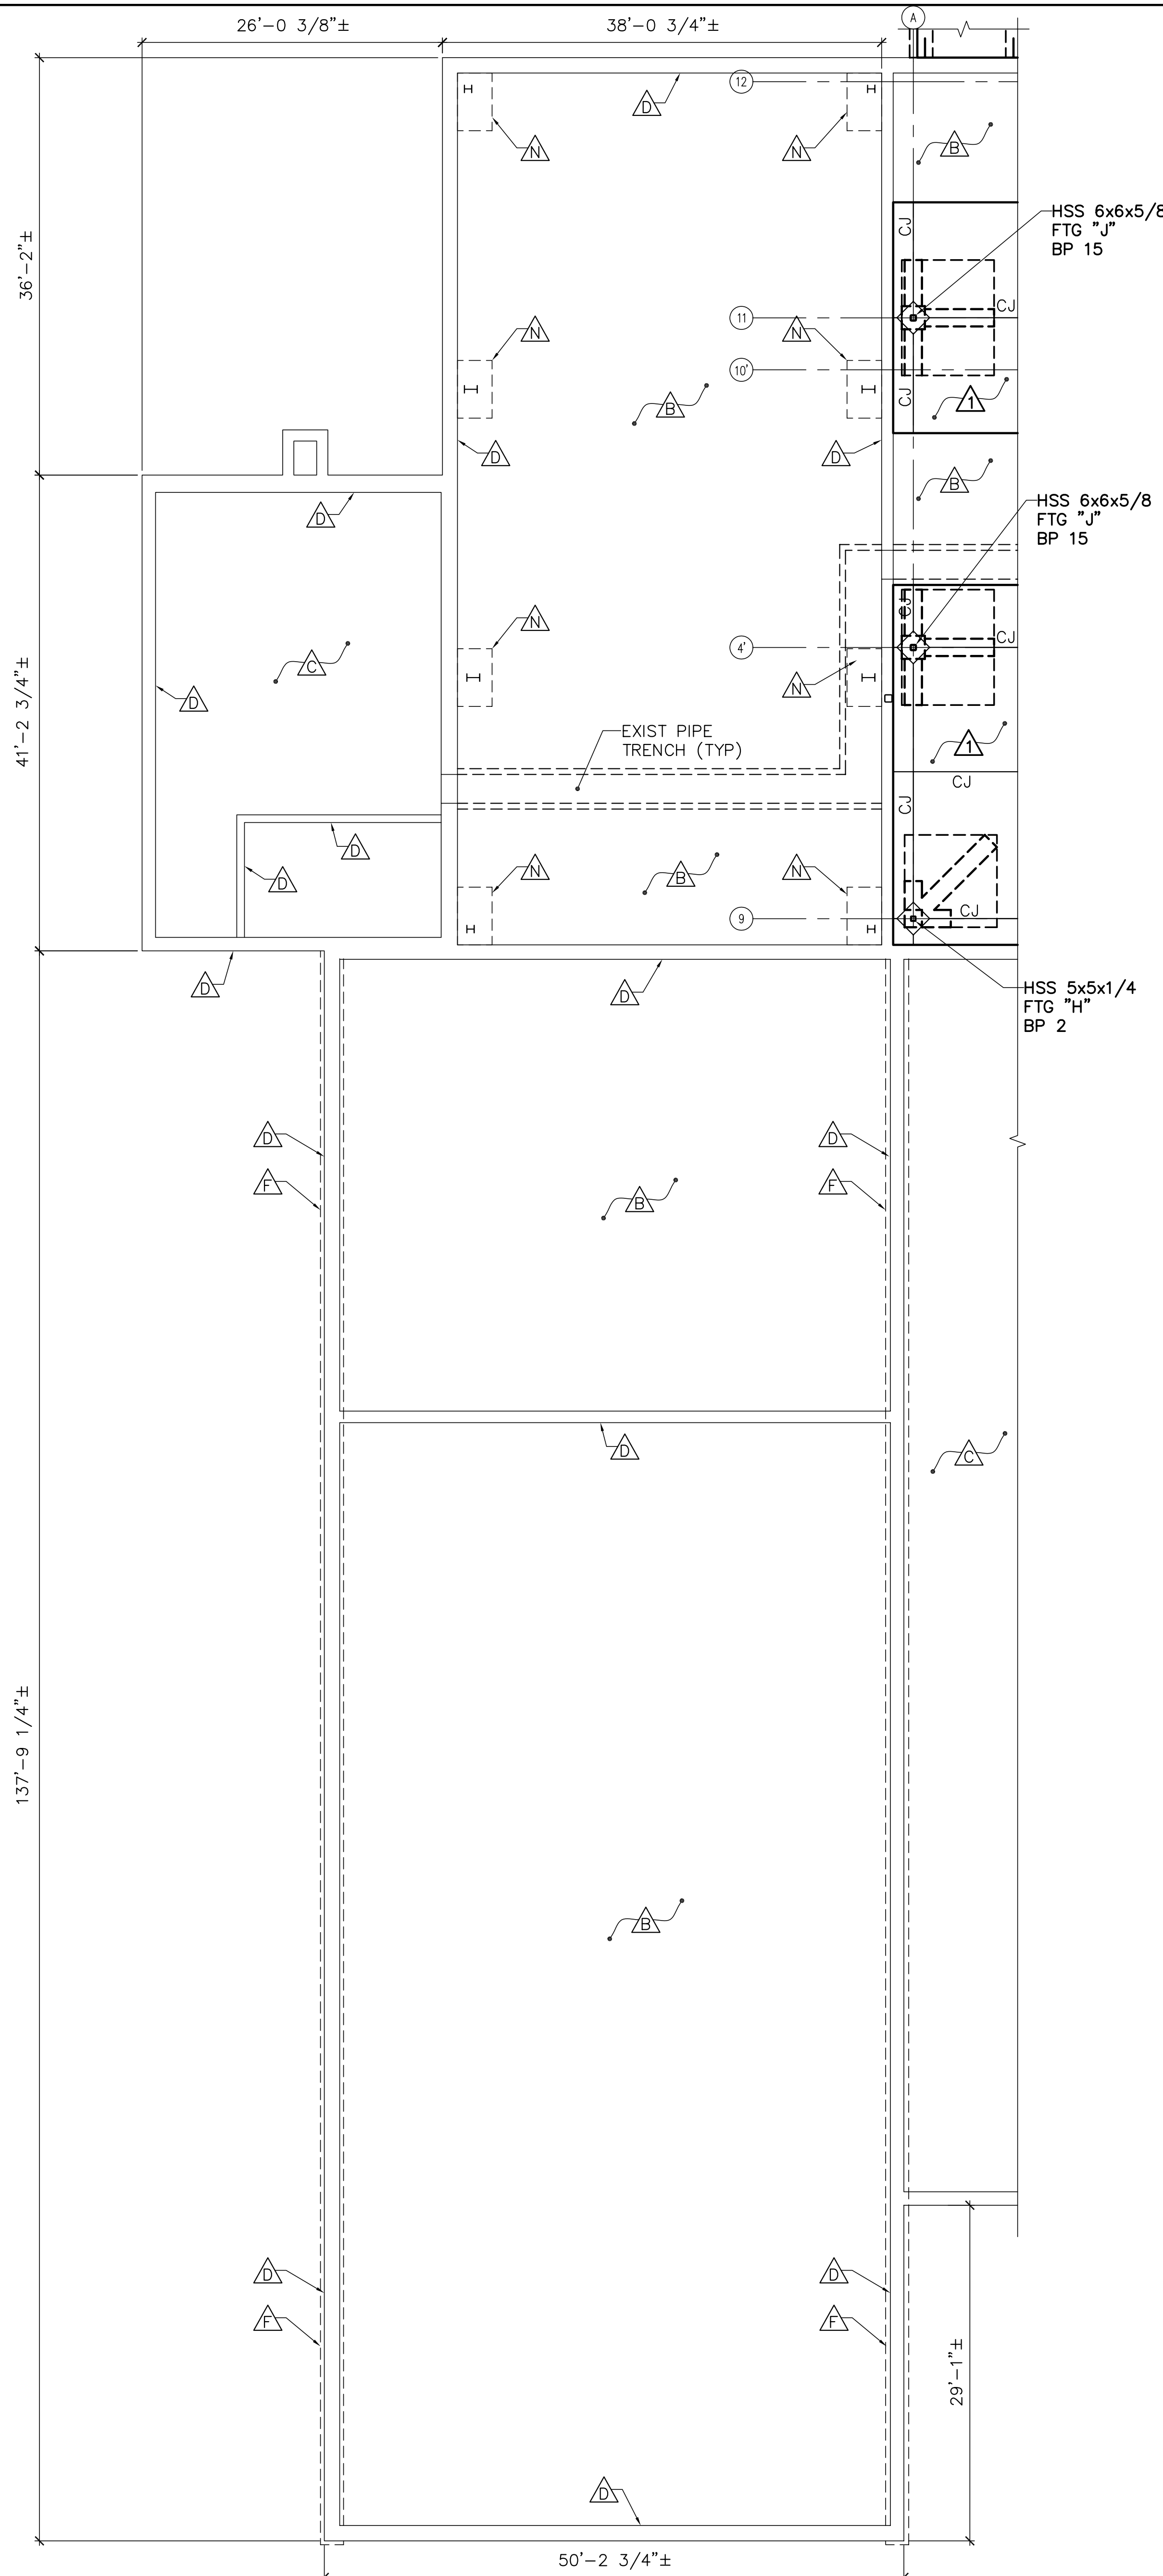 26'-0 3/8"±
38'-0 3/4"±
A
12
H
H
D
B
N
N
36'-2"±
CJ
HSS 6x6x5/8
FTG "J"
BP 15
CJ
11
N
N
10'
CJ
1
B
D
D
B
D
HSS 6x6x5/8
FTG "J"
BP 15
CJ
CJ
N
4'
C
D
N
41'-2 3/4"±
EXIST PIPE
TRENCH (TYP)
1
CJ
CJ
D
D
B
N
N
CJ
9
H
H
D
D
HSS 5x5x1/4
FTG "H"
BP 2
D
D
F
F
B
D
C
137'-9 1/4"±
B
D
D
F
F
29'-1"±
D
50'-2 3/4"±